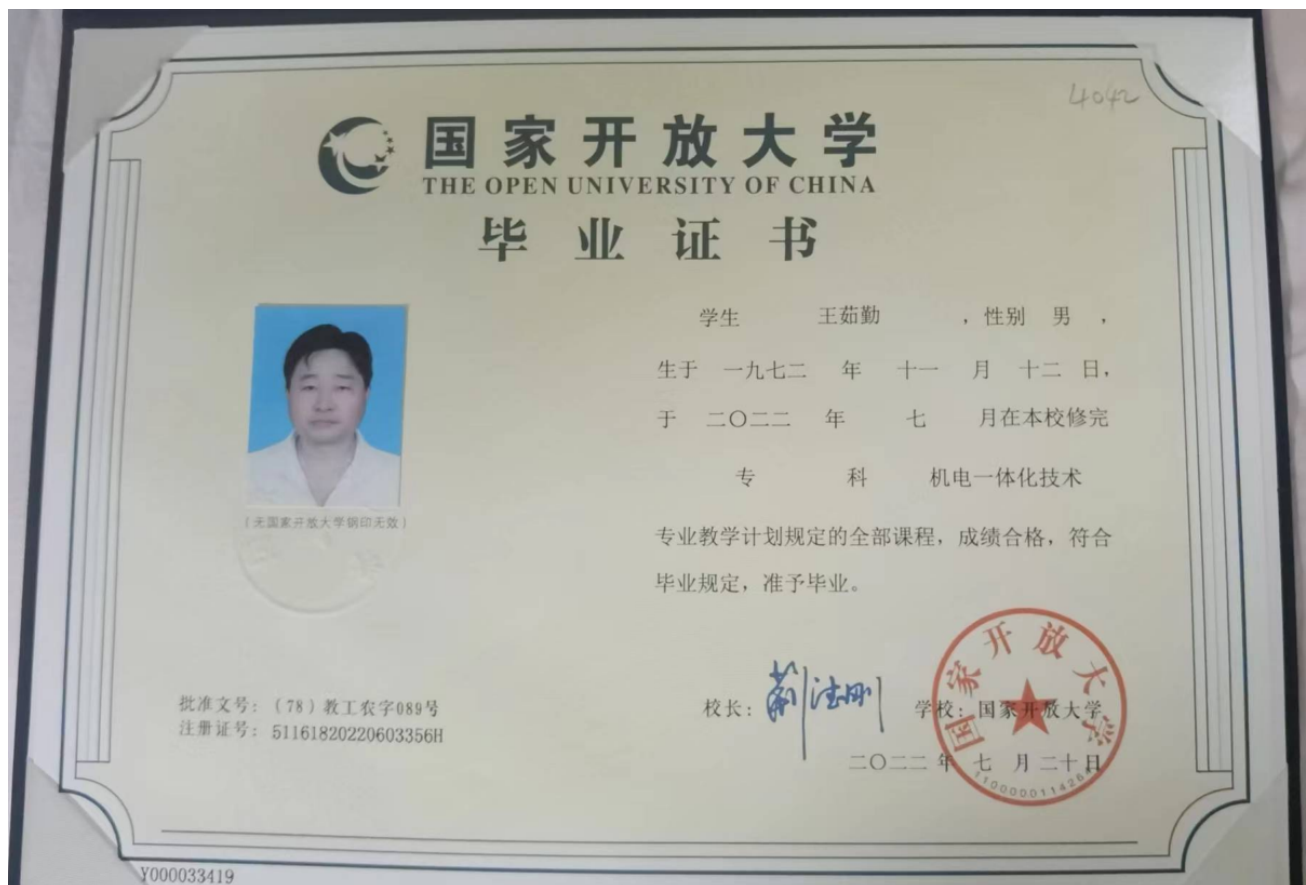 4042
国家开放大学
THE OPEN UNIVERSITY OF CHINA
毕业证书
学生 王茹勤 ，性别 男 ，
生于 一九七二 年 十一 月 十二 日，
于 二〇二二 年 七 月在本校修完
专 科 机电一体化技术
专业教学计划规定的全部课程，成绩合格，符合
毕业规定，准予毕业。
(无国家开放大学钢印无效)
批准文号：（78）教工农字089号
注册证号：51161820220603356H
校长：荆德刚 学校：国家开放大学
二〇二二 年 七 月 二十 日
国家开放大学
Y000033419